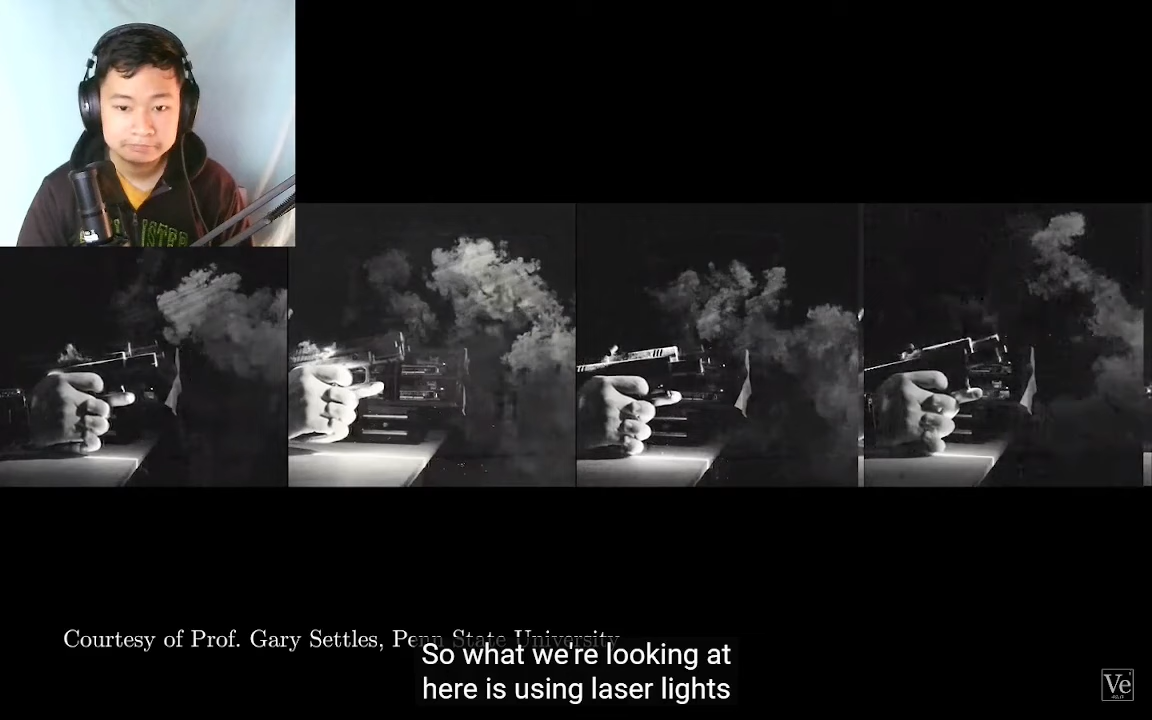 Courtesy of Prof. Gary Settles, Penn State University
So what we're looking at
here is using laser lights
Ve